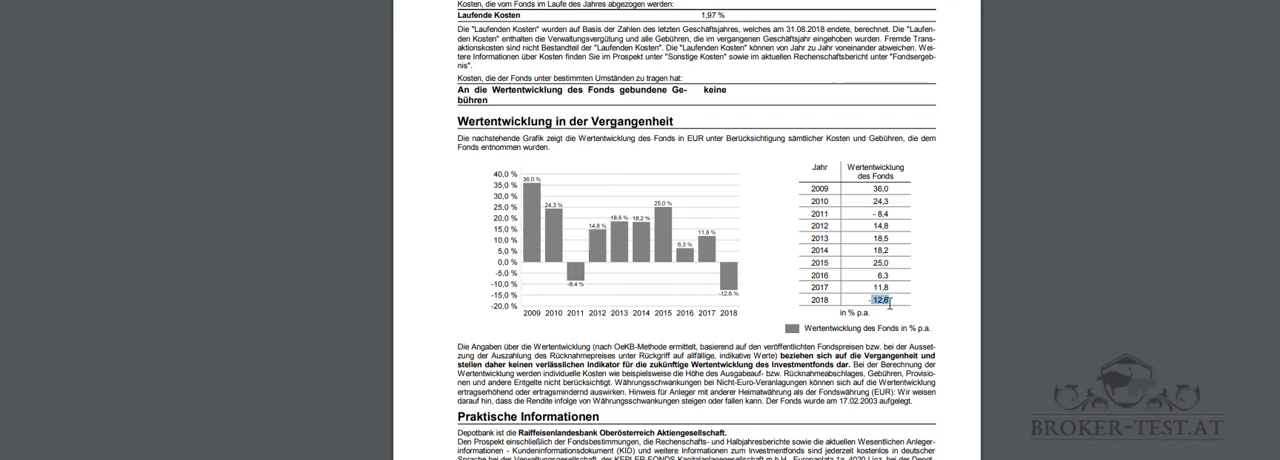 Kosten, die vom Fonds im Laufe des Jahres abgezogen werden:
Laufende Kosten 1,97 %
Die "Laufenden Kosten" wurden auf Basis der Zahlen des letzten Geschäftsjahres, welches am 31.08.2018 endete, berechnet. Die "Laufen-
den Kosten" enthalten die Verwaltungsvergütung und alle Gebühren, die im vergangenen Geschäftsjahr eingehoben wurden. Fremde Trans-
aktionskosten sind nicht Bestandteil der "Laufenden Kosten". Die "Laufenden Kosten" können von Jahr zu Jahr voneinander abweichen. Wei-
tere Informationen über Kosten finden Sie im Prospekt unter "Sonstige Kosten" sowie im aktuellen Rechenschaftsbericht unter "Fondsergeb-
nis".
Kosten, die der Fonds unter bestimmten Umständen zu tragen hat:
An die Wertentwicklung des Fonds gebundene Ge- keine
bühren
Wertentwicklung in der Vergangenheit
Die nachstehende Grafik zeigt die Wertentwicklung des Fonds in EUR unter Berücksichtigung sämtlicher Kosten und Gebühren, die dem
Fonds entnommen wurden.
40,0 %
35,0 %
30,0 %
25,0 %
20,0 %
15,0 %
10,0 %
5,0 %
0,0 %
-5,0 %
-10,0 %
-15,0 %
-20,0 %
36,0 %
24,3 %
-8,4 %
14,8 %
18,5 %
18,2 %
25,0 %
6,3 %
11,8 %
-12,6 %
2009 2010 2011 2012 2013 2014 2015 2016 2017 2018
Jahr Wertentwicklung
des Fonds
2009 36,0
2010 24,3
2011 - 8,4
2012 14,8
2013 18,5
2014 18,2
2015 25,0
2016 6,3
2017 11,8
2018 - 12,6
in % p.a.
Wertentwicklung des Fonds in % p.a.
Die Angaben über die Wertentwicklung (nach OeKB-Methode ermittelt, basierend auf den veröffentlichten Fondspreisen bzw. bei der Ausset-
zung der Auszahlung des Rücknahmepreises unter Rückgriff auf allfällige, indikative Werte) beziehen sich auf die Vergangenheit und
stellen daher keinen verlässlichen Indikator für die zukünftige Wertentwicklung des Investmentfonds dar. Bei der Berechnung der
Wertentwicklung werden individuelle Kosten wie beispielsweise die Höhe des Ausgabeauf- bzw. Rücknahmeabschlages, Gebühren, Provisio-
nen und andere Entgelte nicht berücksichtigt. Währungsschwankungen bei Nicht-Euro-Veranlagungen können sich auf die Wertentwicklung
ertragserhöhend oder ertragsmindernd auswirken. Hinweis für Anleger mit anderer Heimatwährung als der Fondswährung (EUR): Wir weisen
darauf hin, dass die Rendite infolge von Währungsschwankungen steigen oder fallen kann. Der Fonds wurde am 17.02.2003 aufgelegt.
Praktische Informationen
Depotbank ist die Raiffeisenlandesbank Oberösterreich Aktiengesellschaft.
Den Prospekt einschließlich der Fondsbestimmungen, die Rechenschafts- und Halbjahresberichte sowie die aktuellen Wesentlichen Anleger-
informationen - Kundeninformationsdokument (KID) und weitere Informationen zum Investmentfonds sind jederzeit kostenlos in deutscher
Sprache bei der Verwaltungsgesellschaft, der KEPLER-FONDS Kapitalanlagegesellschaft m.b.H., Europaplatz 1a, 4020 Linz, bei der Depot-
BROKER-TEST.AT